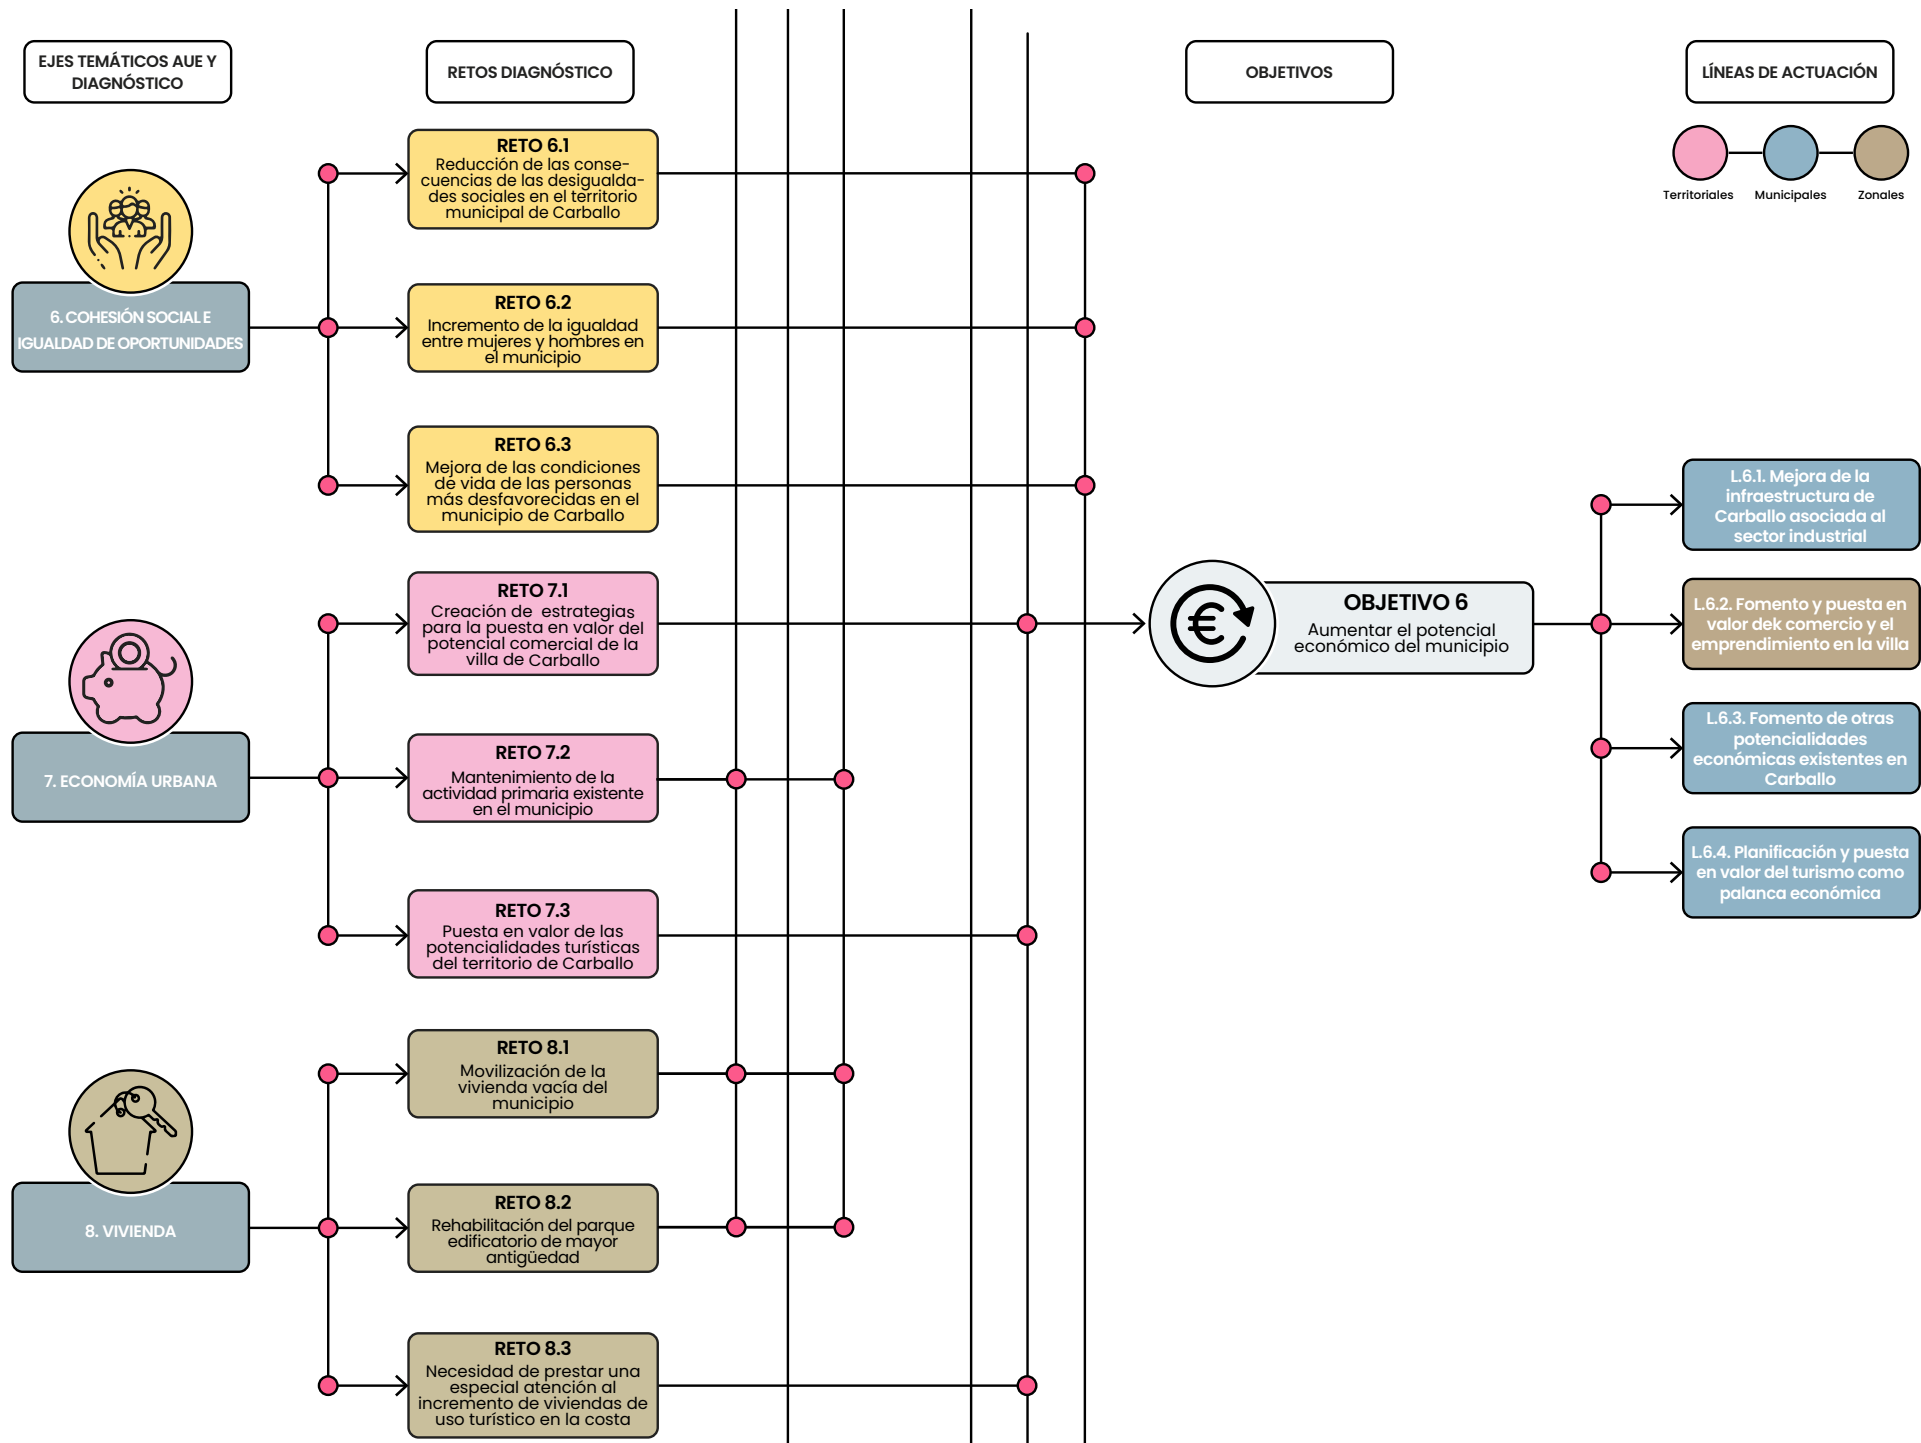 EJES TEMÁTICOS AUE Y
DIAGNÓSTICO
RETOS DIAGNÓSTICO
OBJETIVOS
LÍNEAS DE ACTUACIÓN
Territoriales
Municipales
Zonales
6. COHESIÓN SOCIAL E
IGUALDAD DE OPORTUNIDADES
RETO 6.1
Reducción de las conse-
cuencias de las desigualda-
des sociales en el territorio
municipal de Carballo
RETO 6.2
Incremento de la igualdad
entre mujeres y hombres en
el municipio
RETO 6.3
Mejora de las condiciones
de vida de las personas
más desfavorecidas en el
municipio de Carballo
7. ECONOMÍA URBANA
RETO 7.1
Creación de estrategias
para la puesta en valor del
potencial comercial de la
villa de Carballo
RETO 7.2
Mantenimiento de la
actividad primaria existente
en el municipio
RETO 7.3
Puesta en valor de las
potencialidades turísticas
del territorio de Carballo
8. VIVIENDA
RETO 8.1
Movilización de la
vivienda vacía del
municipio
RETO 8.2
Rehabilitación del parque
edificatorio de mayor
antigüedad
RETO 8.3
Necesidad de prestar una
especial atención al
incremento de viviendas de
uso turístico en la costa
€
OBJETIVO 6
Aumentar el potencial
económico del municipio
L.6.1. Mejora de la
infraestructura de
Carballo asociada al
sector industrial
L.6.2. Fomento y puesta en
valor dek comercio y el
emprendimiento en la villa
L.6.3. Fomento de otras
potencialidades
económicas existentes en
Carballo
L.6.4. Planificación y puesta
en valor del turismo como
palanca económica